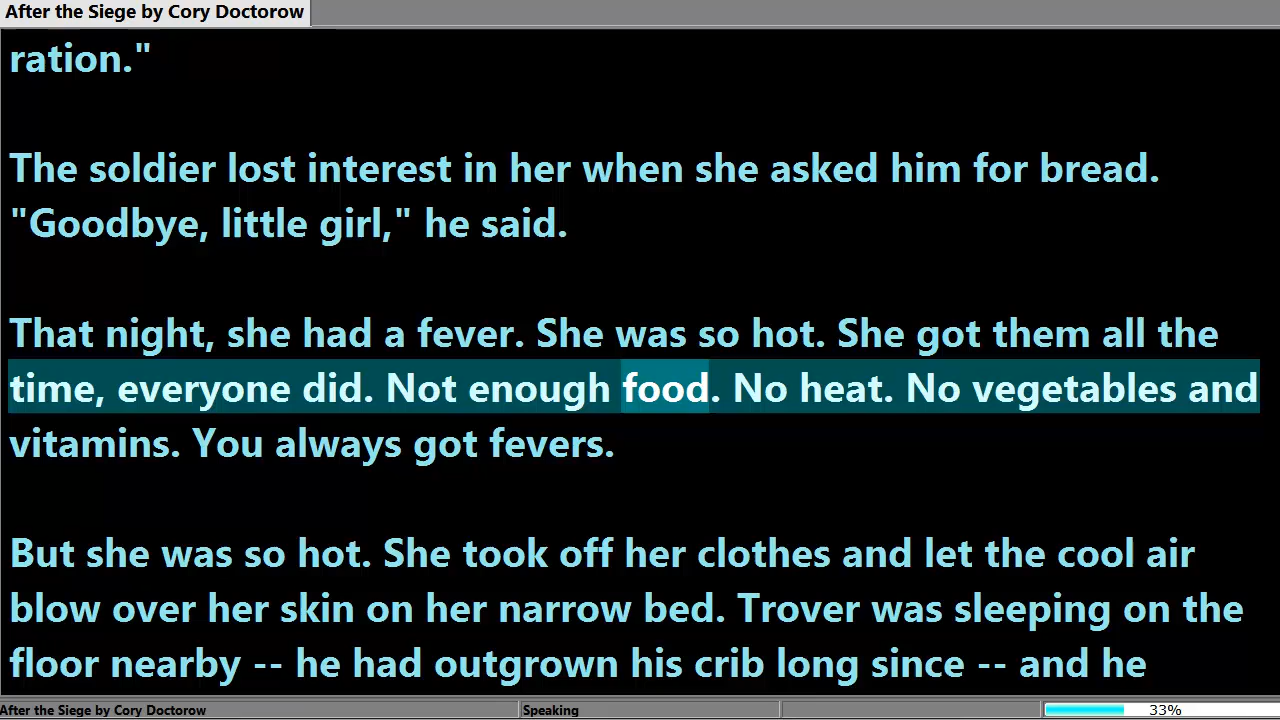 After the Siege by Cory Doctorow
ration."
The soldier lost interest in her when she asked him for bread.
"Goodbye, little girl," he said.
That night, she had a fever. She was so hot. She got them all the
time, everyone did. Not enough food. No heat. No vegetables and
vitamins. You always got fevers.
But she was so hot. She took off her clothes and let the cool air
blow over her skin on her narrow bed. Trover was sleeping on the
floor nearby -- he had outgrown his crib long since -- and he
After the Siege by Cory Doctorow
Speaking
33%